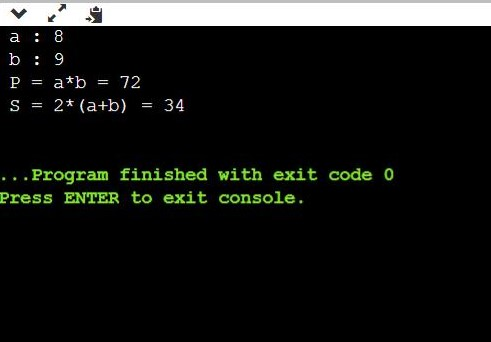 a : 8
b : 9
P = a*b = 72
S = 2*(a+b) = 34
...Program finished with exit code 0
Press ENTER to exit console.